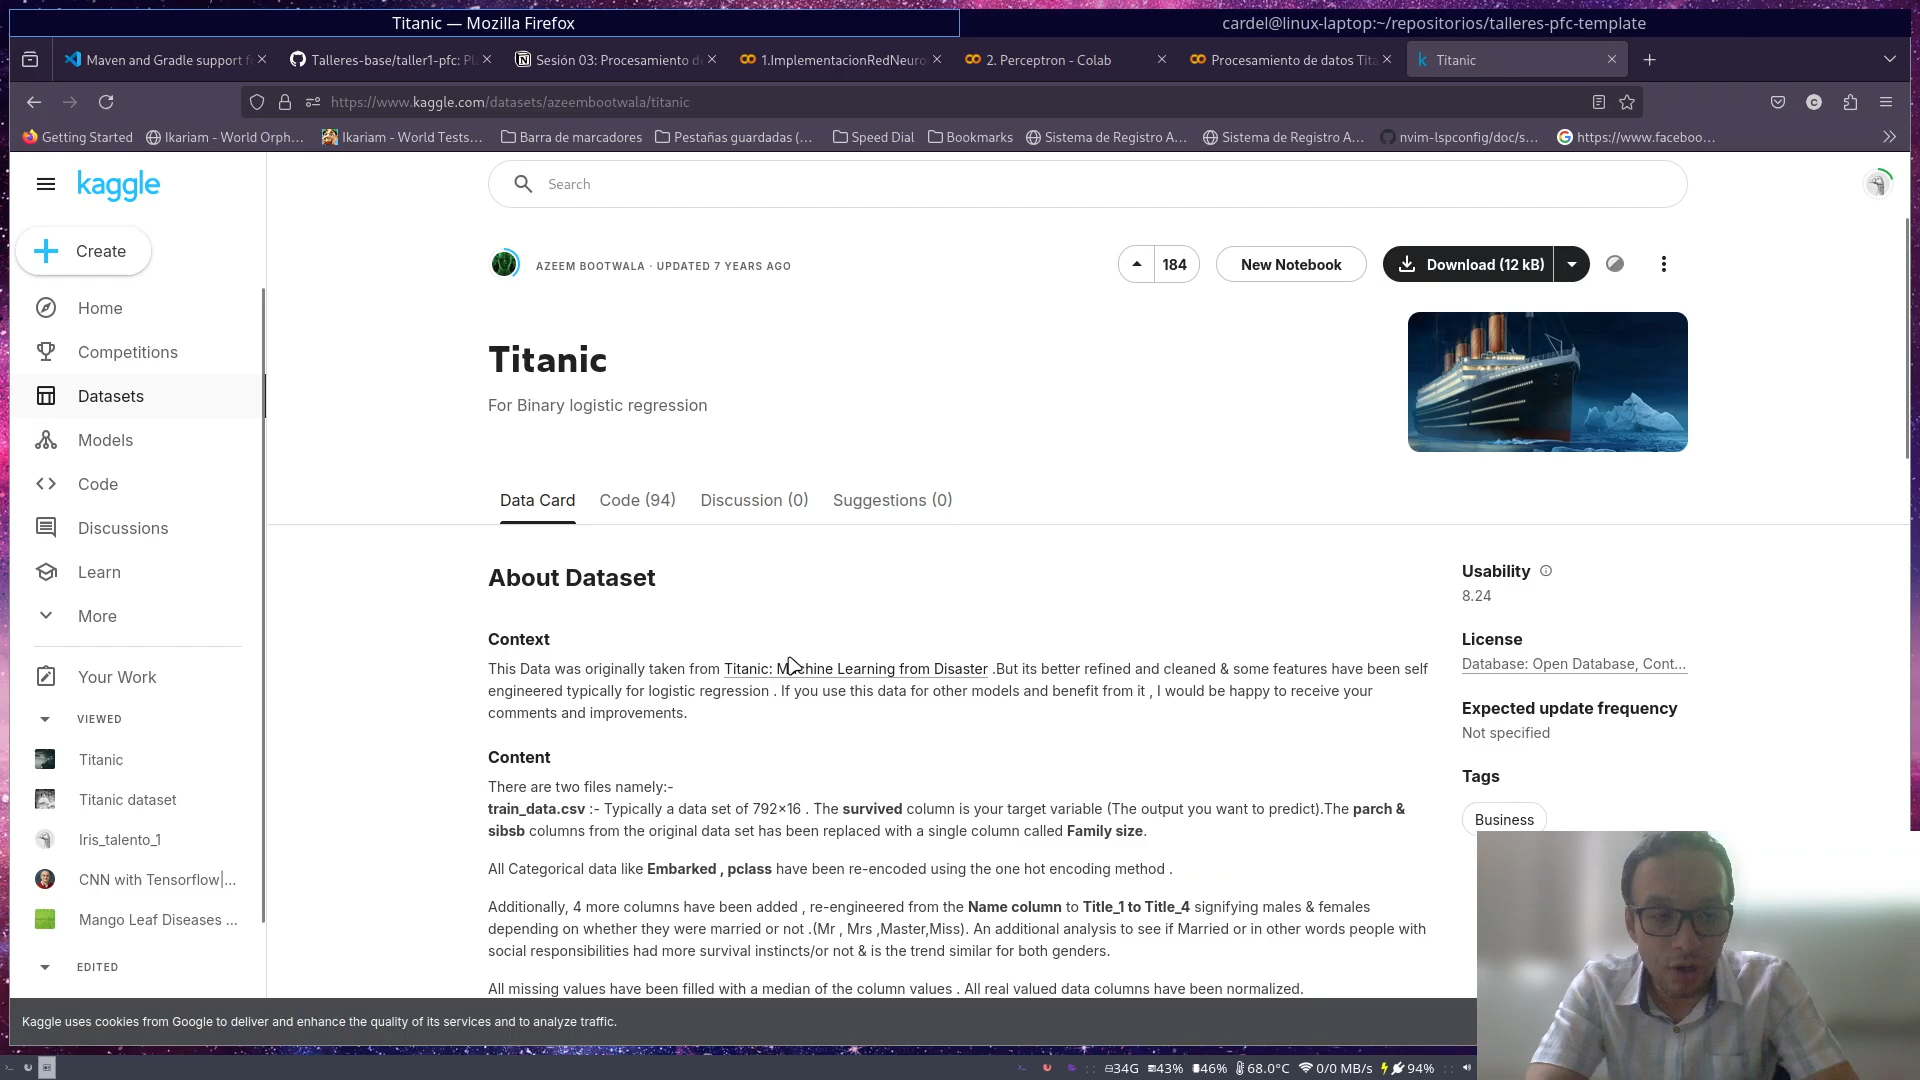 Titanic — Mozilla Firefox
cardel@linux-laptop:~/repositorios/talleres-pfc-template
Maven and Gradle support f
Talleres-base/taller1-pfc: Pl
Sesión 03: Procesamiento d
1.ImplementacionRedNeuro
2. Perceptron - Colab
Procesamiento de datos Tita
Titanic
https://www.kaggle.com/datasets/azeembootwala/titanic
Getting Started
Ikariam - World Orph...
Ikariam - World Tests...
Barra de marcadores
Pestañas guardadas (...
Speed Dial
Bookmarks
Sistema de Registro A...
Sistema de Registro A...
nvim-lspconfig/doc/s...
https://www.faceboo...
kaggle
Search
Create
Home
Competitions
Datasets
Models
Code
Discussions
Learn
More
Your Work
VIEWED
Titanic
Titanic dataset
Iris_talento_1
CNN with Tensorflow|...
Mango Leaf Diseases ...
EDITED
AZEEM BOOTWALA · UPDATED 7 YEARS AGO
184
New Notebook
Download (12 kB)
Titanic
For Binary logistic regression
Data Card
Code (94)
Discussion (0)
Suggestions (0)
About Dataset
Context
This Data was originally taken from Titanic: Machine Learning from Disaster .But its better refined and cleaned & some features have been self
engineered typically for logistic regression . If you use this data for other models and benefit from it , I would be happy to receive your
comments and improvements.
Content
There are two files namely:-
train_data.csv :- Typically a data set of 792x16 . The survived column is your target variable (The output you want to predict).The parch &
sibsb columns from the original data set has been replaced with a single column called Family size.
All Categorical data like Embarked , pclass have been re-encoded using the one hot encoding method .
Additionally, 4 more columns have been added , re-engineered from the Name column to Title_1 to Title_4 signifying males & females
depending on whether they were married or not .(Mr , Mrs ,Master,Miss). An additional analysis to see if Married or in other words people with
social responsibilities had more survival instincts/or not & is the trend similar for both genders.
All missing values have been filled with a median of the column values . All real valued data columns have been normalized.
Usability
8.24
License
Database: Open Database, Cont...
Expected update frequency
Not specified
Tags
Business
Kaggle uses cookies from Google to deliver and enhance the quality of its services and to analyze traffic.
34G 43% 46% 68.0°C 0/0 MB/s 94%